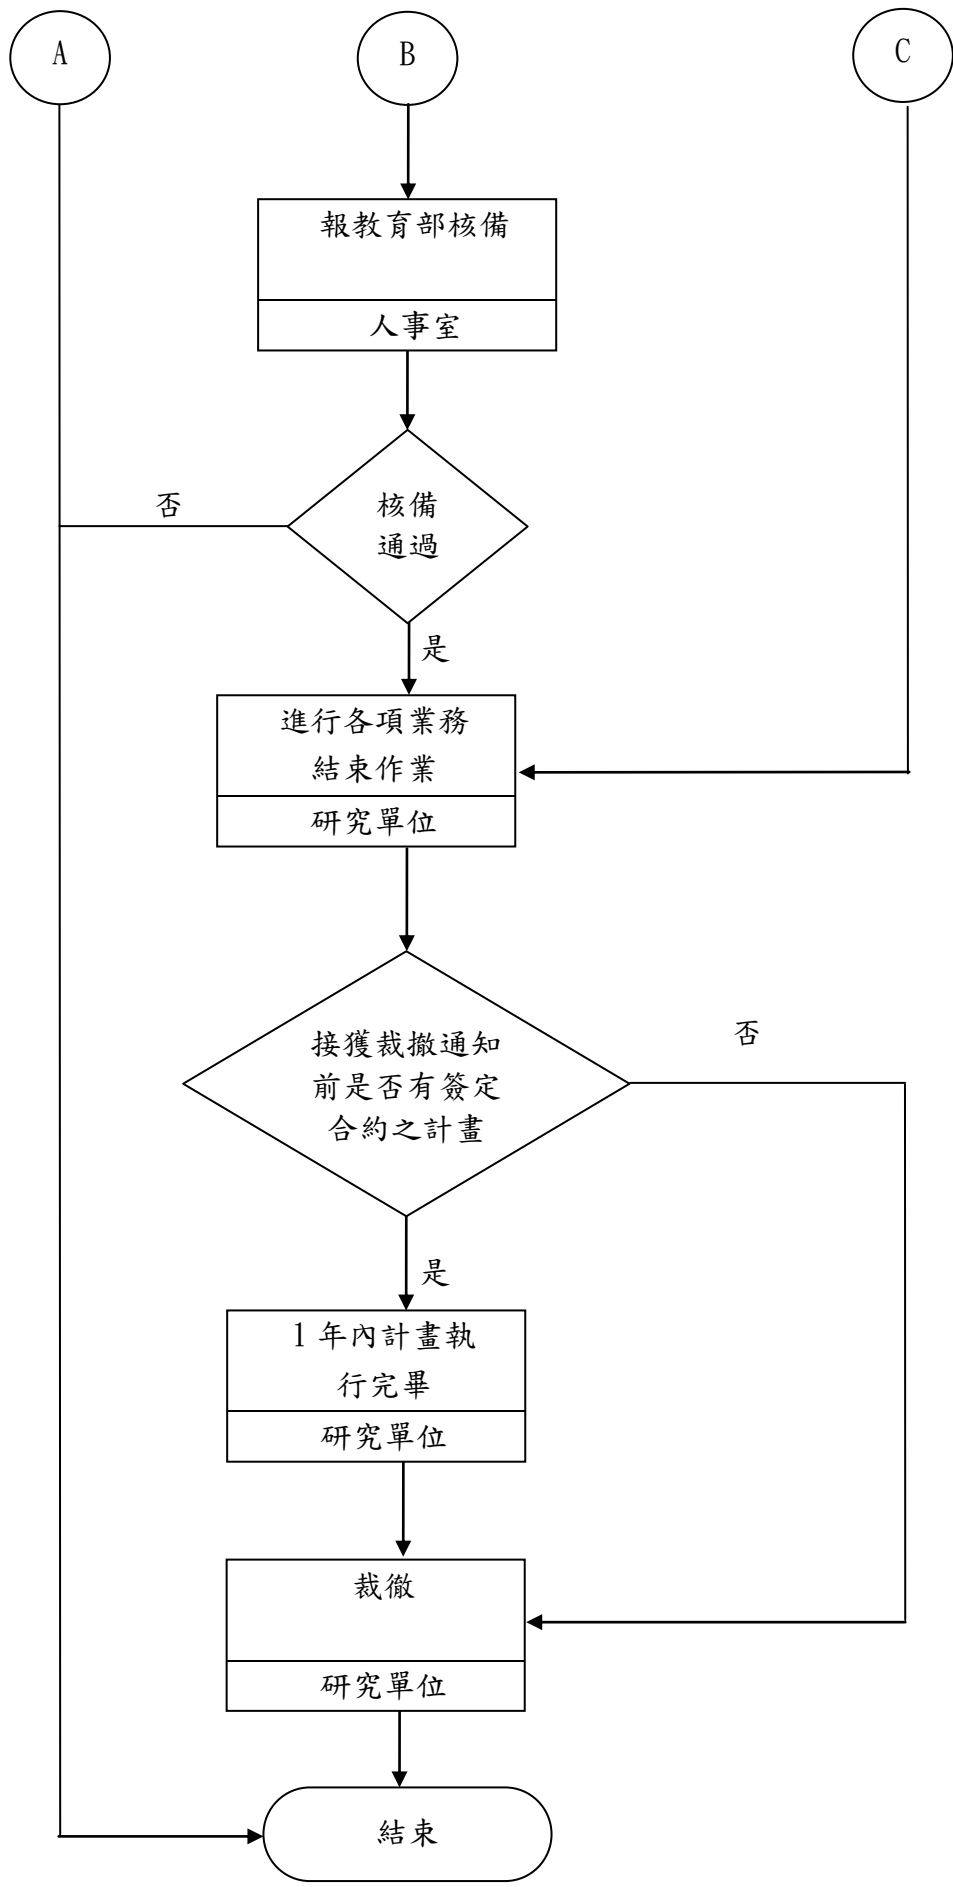 A
B
C
報教育部核備
人事室
核備
通過
否
是
進行各項業務
結束作業
研究單位
接獲裁撤通知
前是否有簽定
合約之計畫
否
是
1 年內計畫執
行完畢
研究單位
裁徹
研究單位
結束